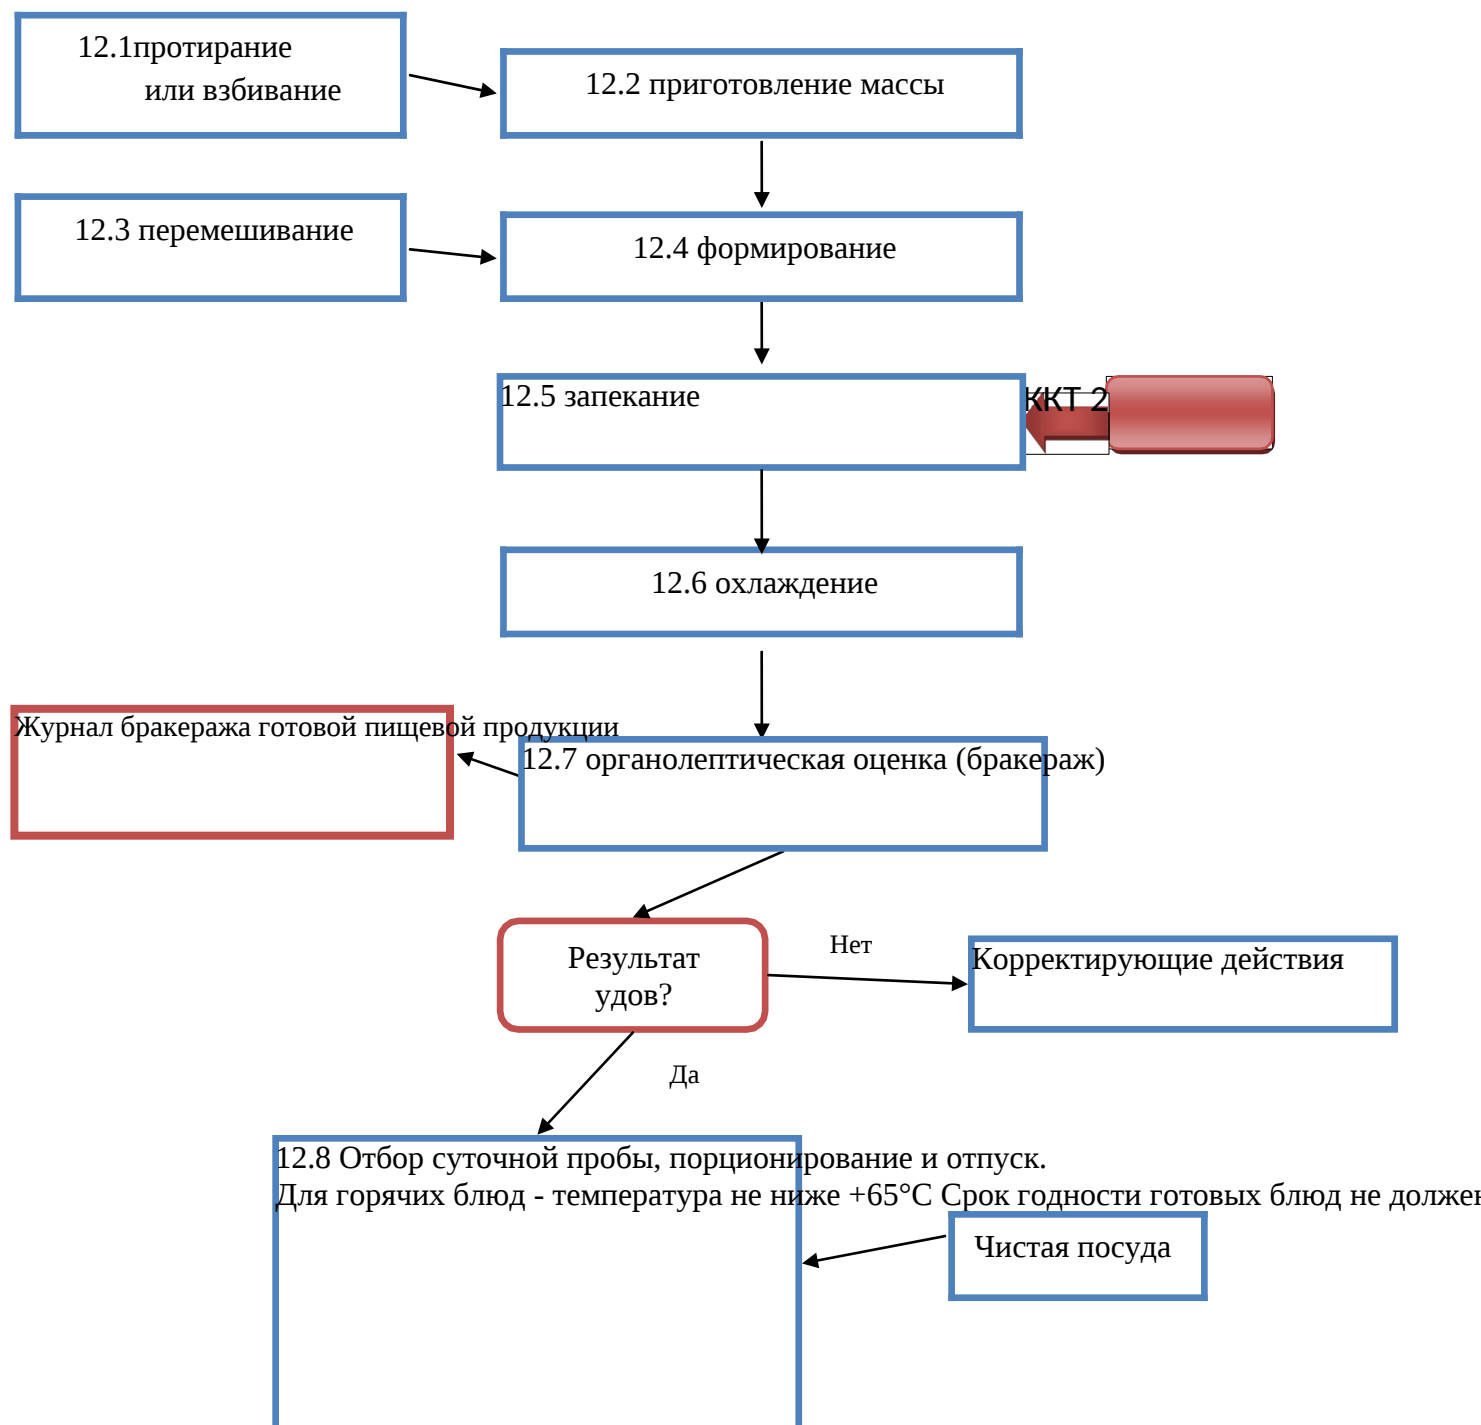 12.1протирание
или взбивание
12.2 приготовление массы
12.3 перемешивание
12.4 формирование
12.5 запекание
ККТ 2
12.6 охлаждение
Журнал бракеража готовой пищевой продукции
12.7 органолептическая оценка (бракераж)
Результат
удов?
Нет
Корректирующие действия
Да
12.8 Отбор суточной пробы, порционирование и отпуск.
Для горячих блюд - температура не ниже +65°С Срок годности готовых блюд не должен
Чистая посуда